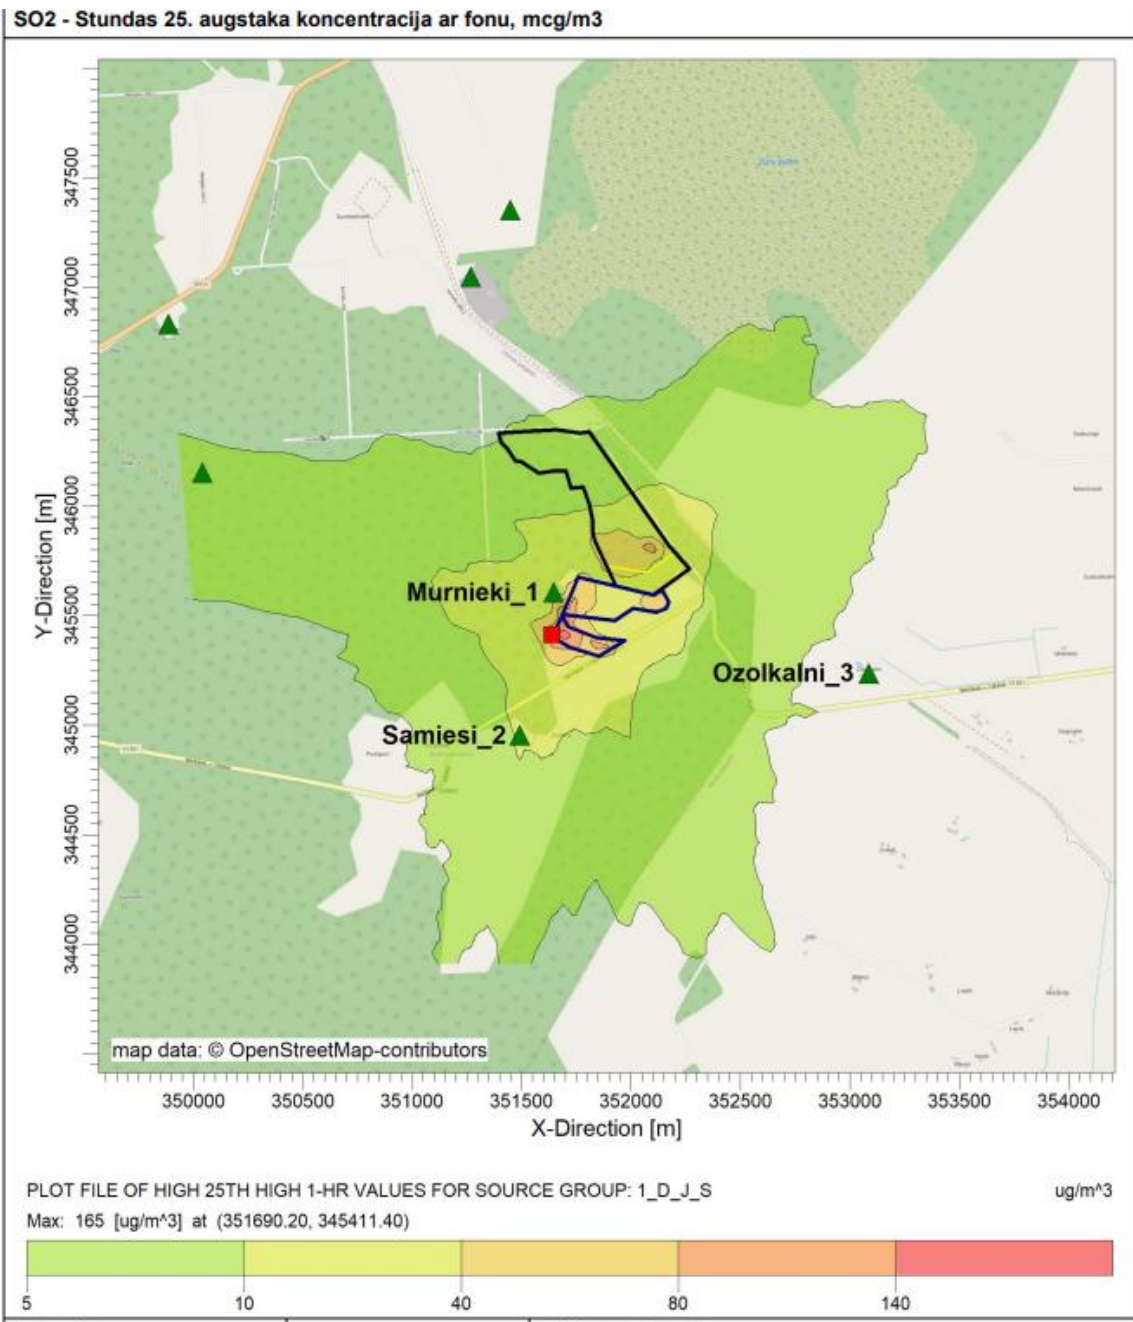 SO2 - Stundas 25. augstaka koncentracija ar fonu, mcg/m3
347500
347000
346500
346000
345500
345000
344500
344000
Y-Direction [m]
Murnieki_1
Ozolkalni_3
Samiesi_2
map data: © OpenStreetMap-contributors
350000 350500 351000 351500 352000 352500 353000 353500 354000
X-Direction [m]
PLOT FILE OF HIGH 25TH HIGH 1-HR VALUES FOR SOURCE GROUP: 1_D_J_S ug/m^3
Max: 165 [ug/m^3] at (351690.20, 345411.40)
5 10 40 80 140